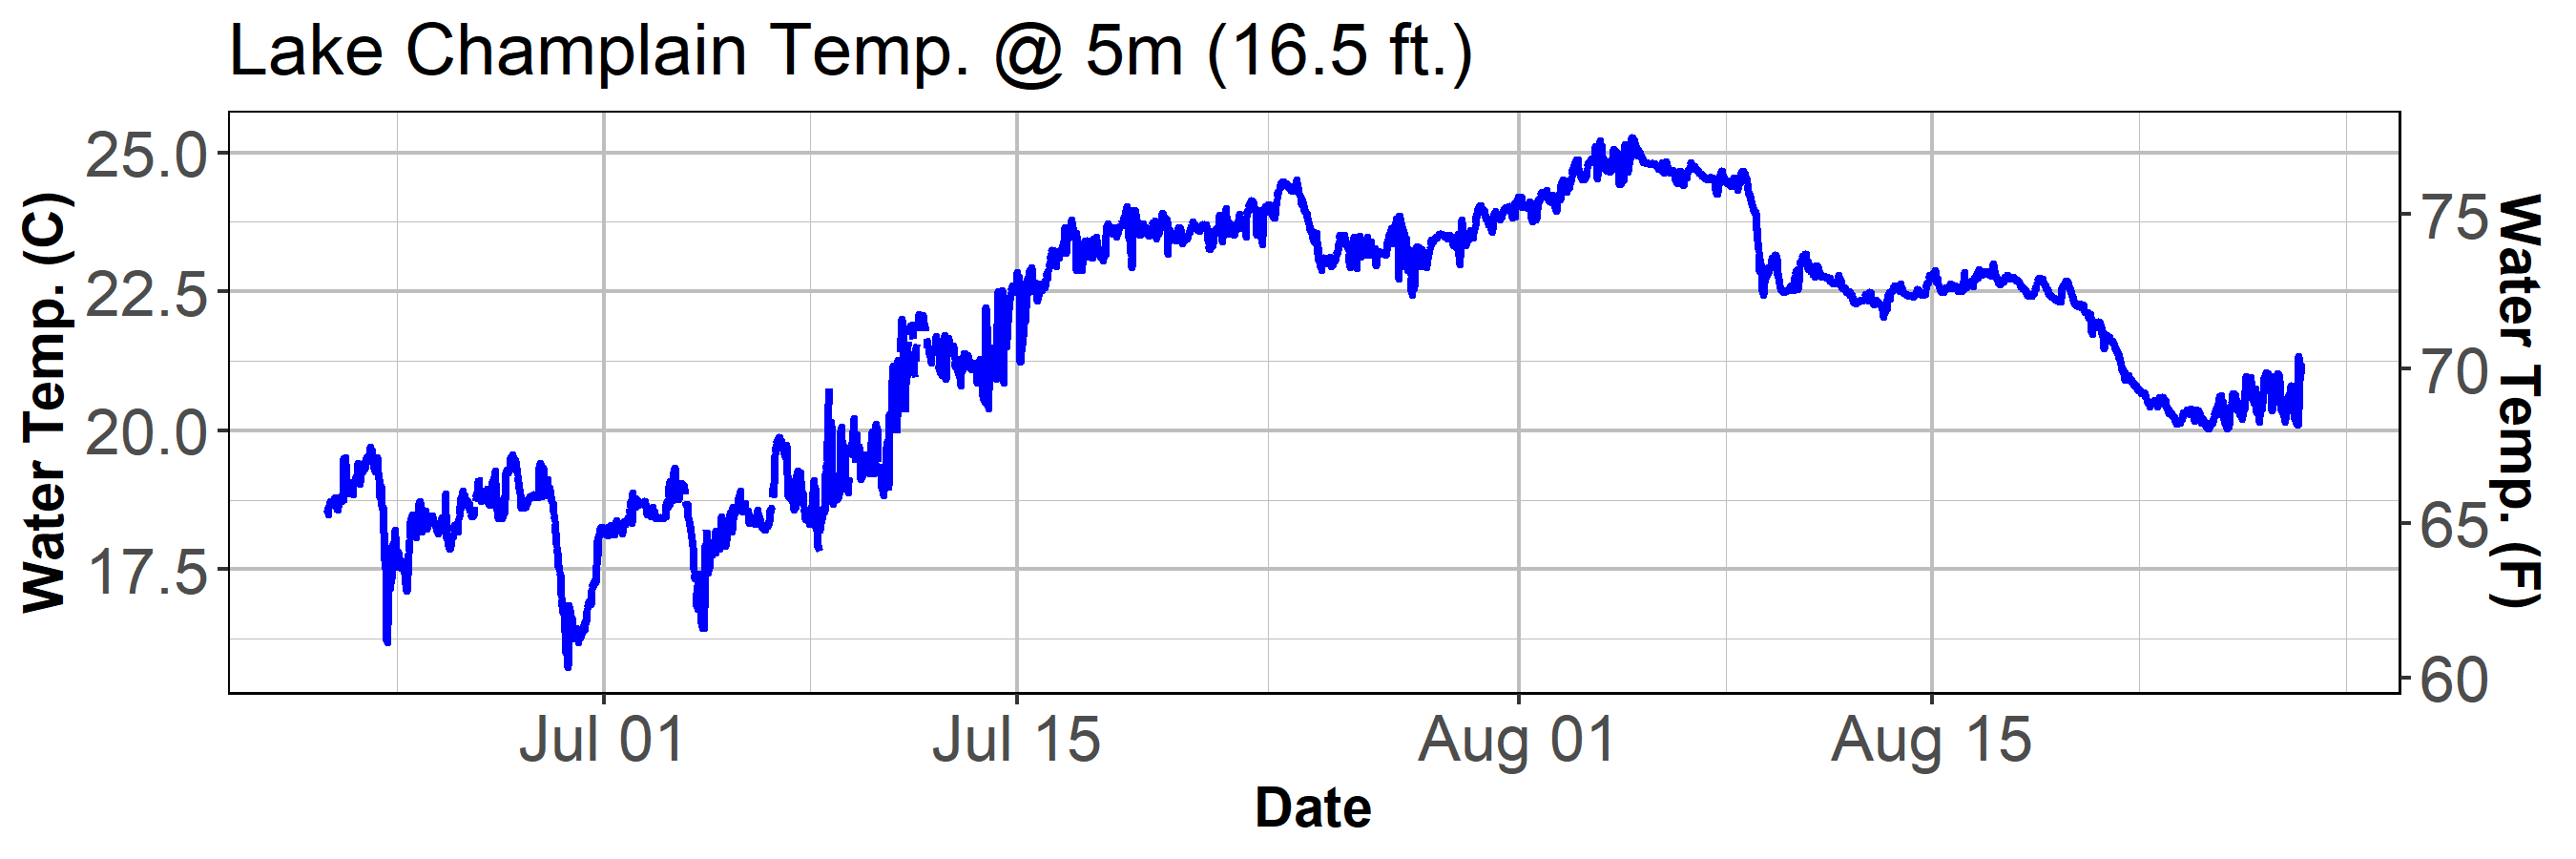 Lake Champlain Temp. @ 5m (16.5 ft.)
Water Temp. (C)
25.0
22.5
20.0
17.5
75
70
65
60
Water Temp. (F)
Jul 01
Jul 15
Aug 01
Aug 15
Date